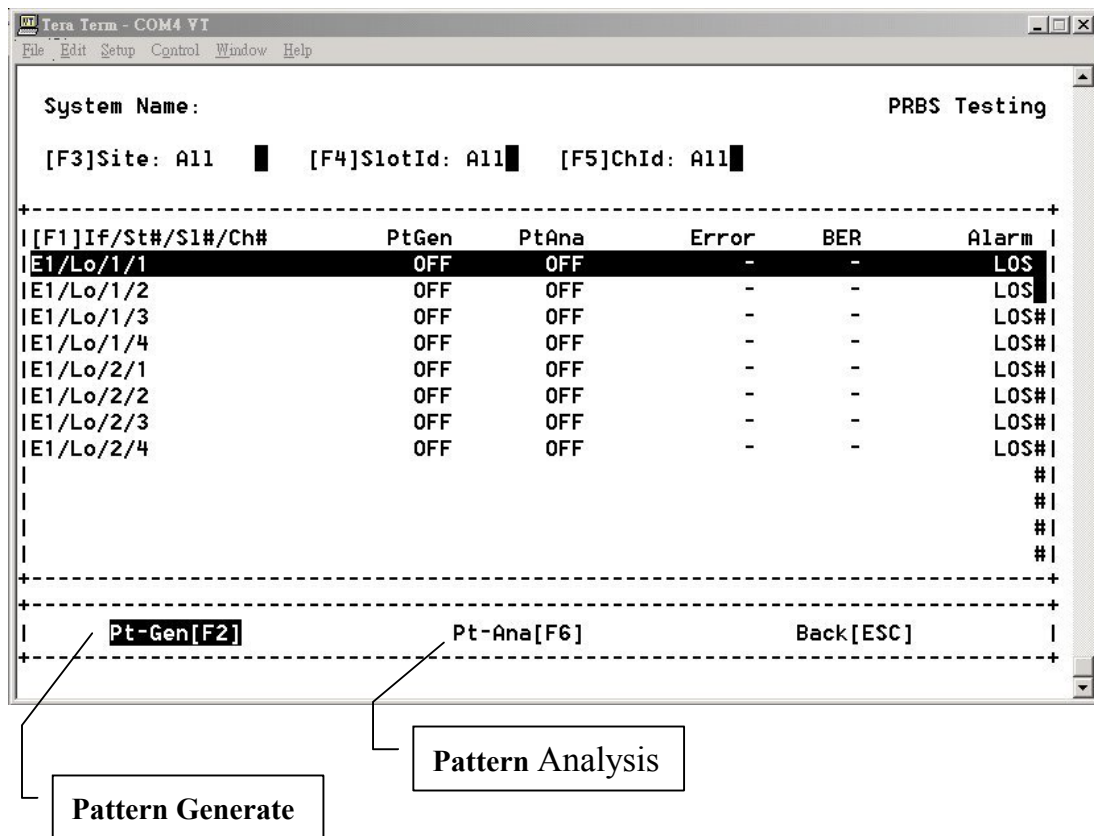 Tera Term - COM4 VT
File Edit Setup Control Window Help
System Name: PRBS Testing
[F3]Site: All [F4]SlotId: All [F5]ChId: All
+------------------------------------------------------------------------------+
|[F1]If/St#/Sl#/Ch# PtGen PtAna Error BER Alarm |
|E1/Lo/1/1 OFF OFF - - LOS |
|E1/Lo/1/2 OFF OFF - - LOS |
|E1/Lo/1/3 OFF OFF - - LOS#|
|E1/Lo/1/4 OFF OFF - - LOS#|
|E1/Lo/2/1 OFF OFF - - LOS#|
|E1/Lo/2/2 OFF OFF - - LOS#|
|E1/Lo/2/3 OFF OFF - - LOS#|
|E1/Lo/2/4 OFF OFF - - LOS#|
| #|
| #|
| #|
| #|
+------------------------------------------------------------------------------+
+------------------------------------------------------------------------------+
| Pt-Gen[F2] Pt-Ana[F6] Back[ESC] |
+------------------------------------------------------------------------------+
Pattern Analysis
Pattern Generate